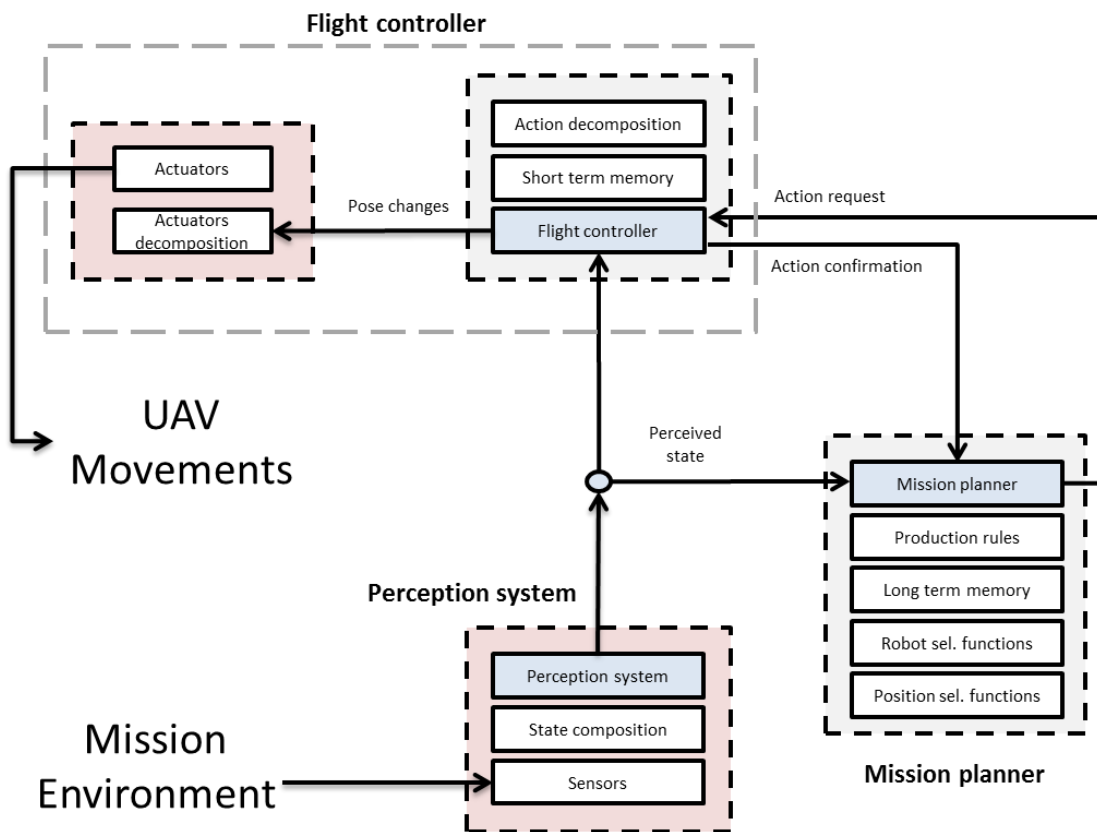 Flight controller
Action decomposition
Actuators
Short term memory
Action request
Pose changes
Actuators
decomposition
Flight controller
Action confirmation
UAV
Movements
Perceived
state
Mission planner
Production rules
Perception system
Long term memory
Robot sel. functions
Perception system
Position sel. functions
State composition
Mission
Environment
Sensors
Mission planner